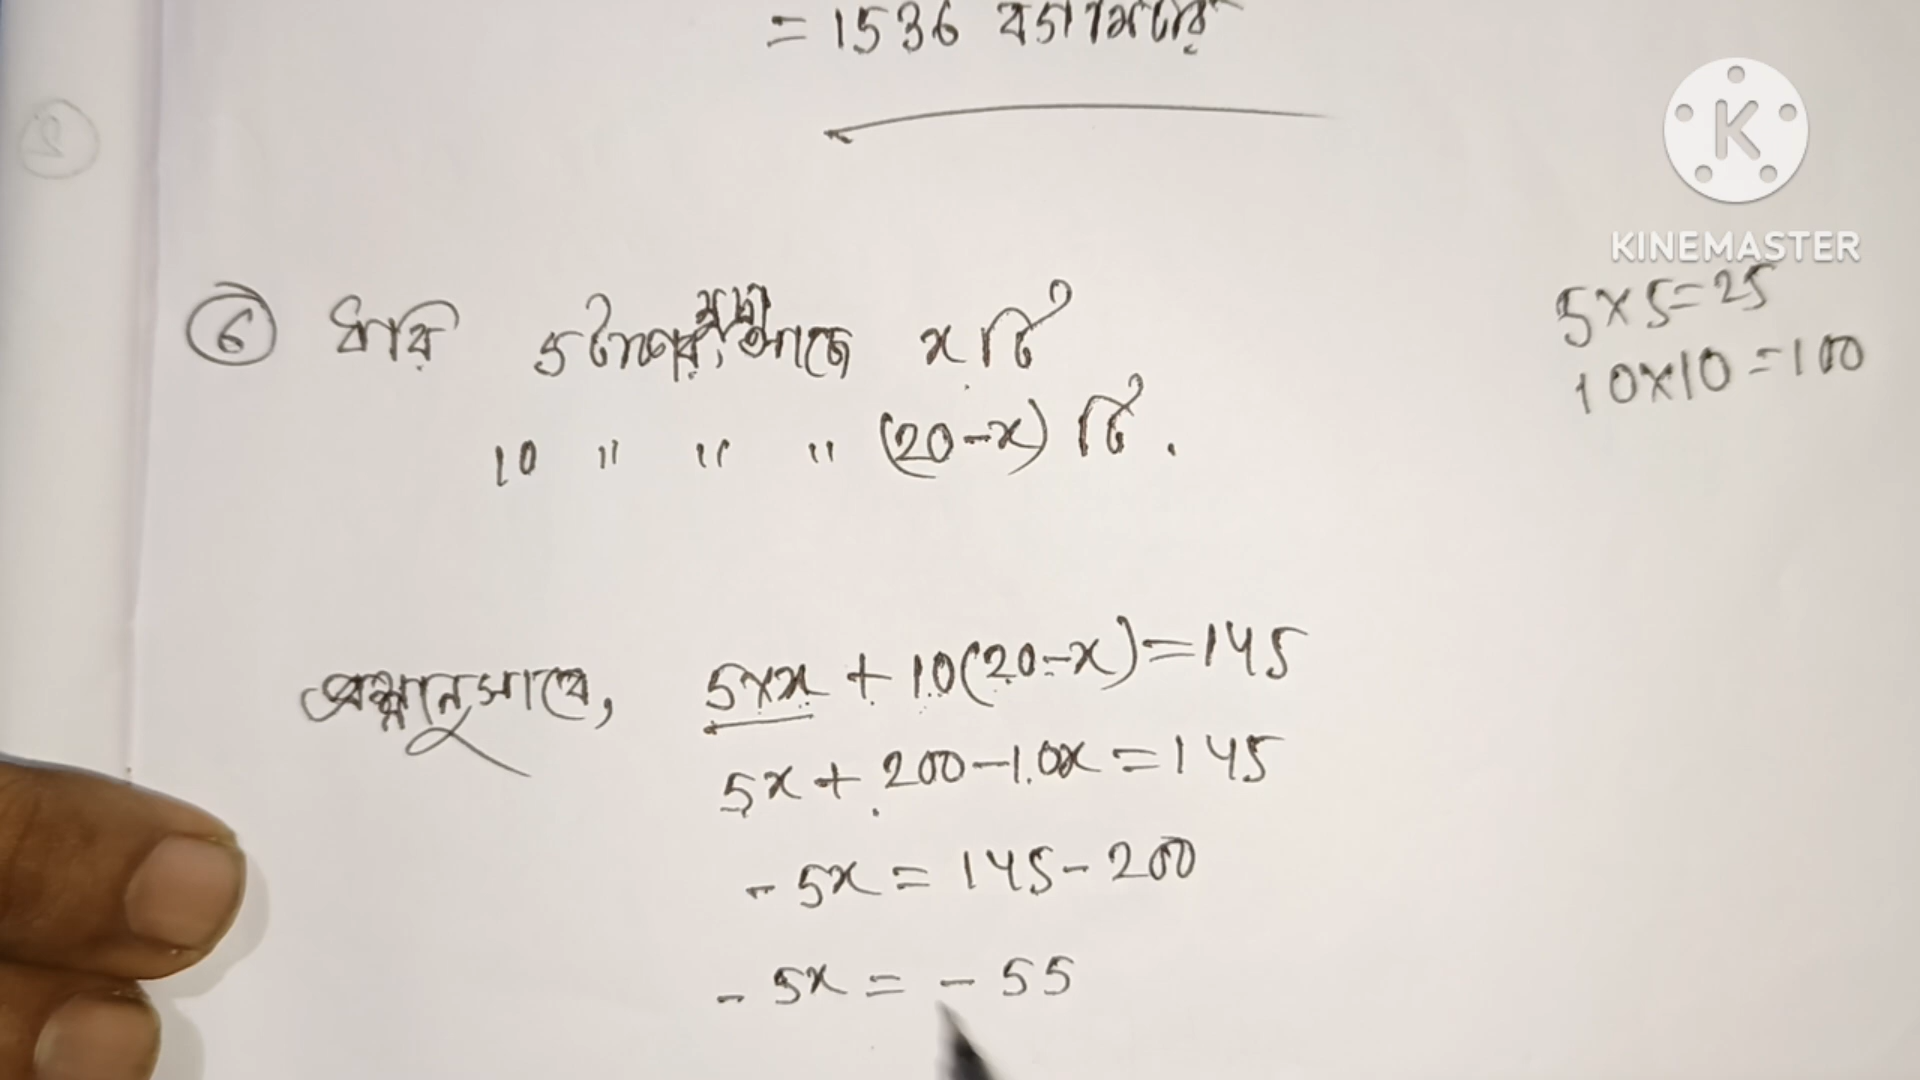 = 1536 বর্গমিটার
KINEMASTER
5×5=25
10×10=100
৬ ধরি 5 টাকার মুদ্রা আছে x টি
10 " " " (20-x) টি.
প্রশ্নানুসারে, 5×x + 10(20-x)=145
5x + 200-10x = 145
- 5x = 145-200
- 5x = - 55